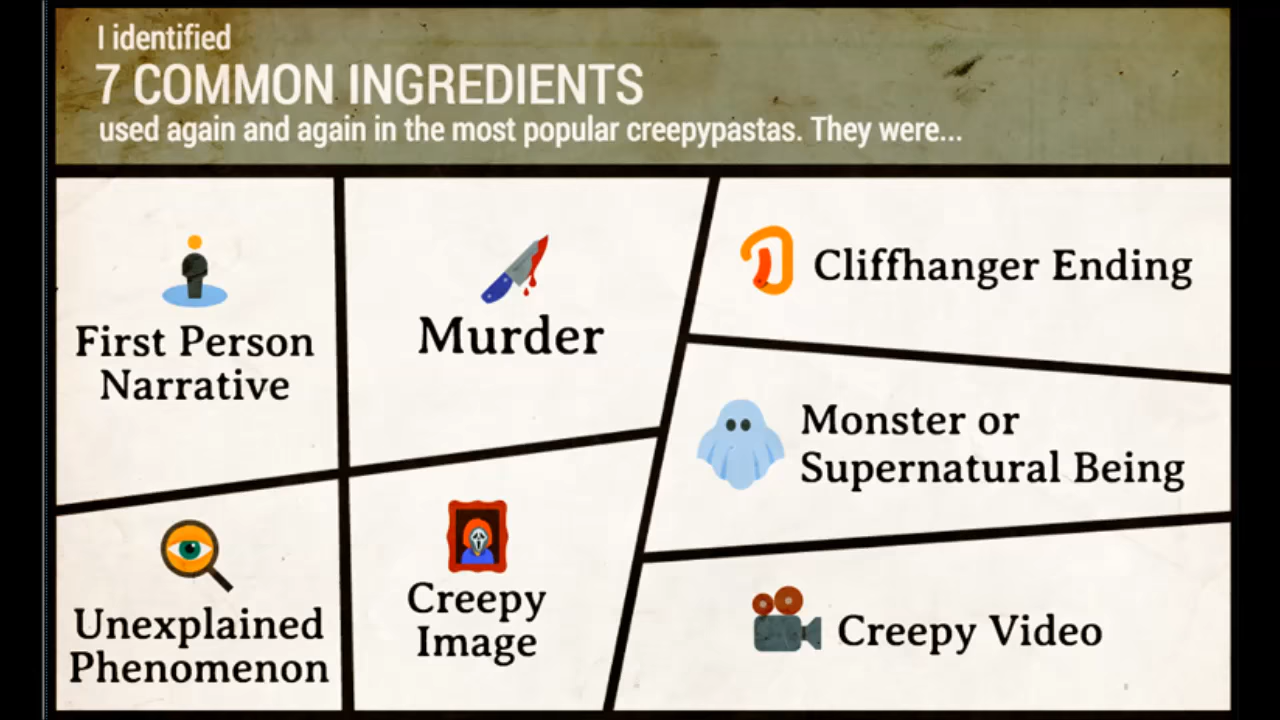 I identified
7 COMMON INGREDIENTS
used again and again in the most popular creepypastas. They were...
First Person
Narrative
Murder
Cliffhanger Ending
Monster or
Supernatural Being
Unexplained
Phenomenon
Creepy
Image
Creepy Video